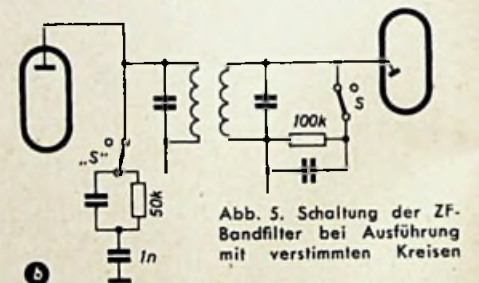 S
100k
„S"
50k
1n
Abb. 5. Schaltung der ZF-
Bandfilter bei Ausführung
mit verstimmten Kreisen
b